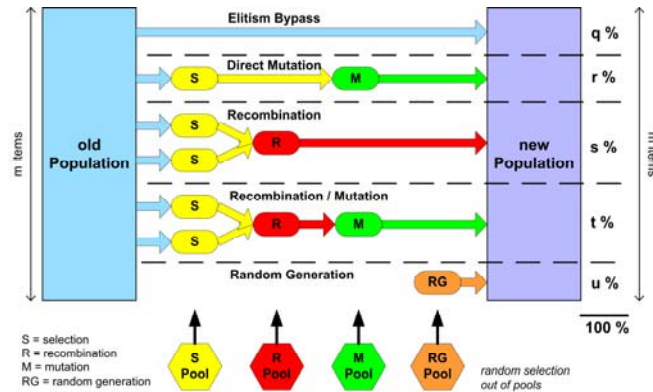 Elitism Bypass
q %
Direct Mutation
S
M
r %
Recombination
S
R
S
s %
old
Population
new
Population
m items
m items
Recombination / Mutation
S
R
M
S
t %
Random Generation
RG
u %
100 %
S = selection
R = recombination
M = mutation
RG = random generation
S
Pool
R
Pool
M
Pool
RG
Pool
random selection
out of pools